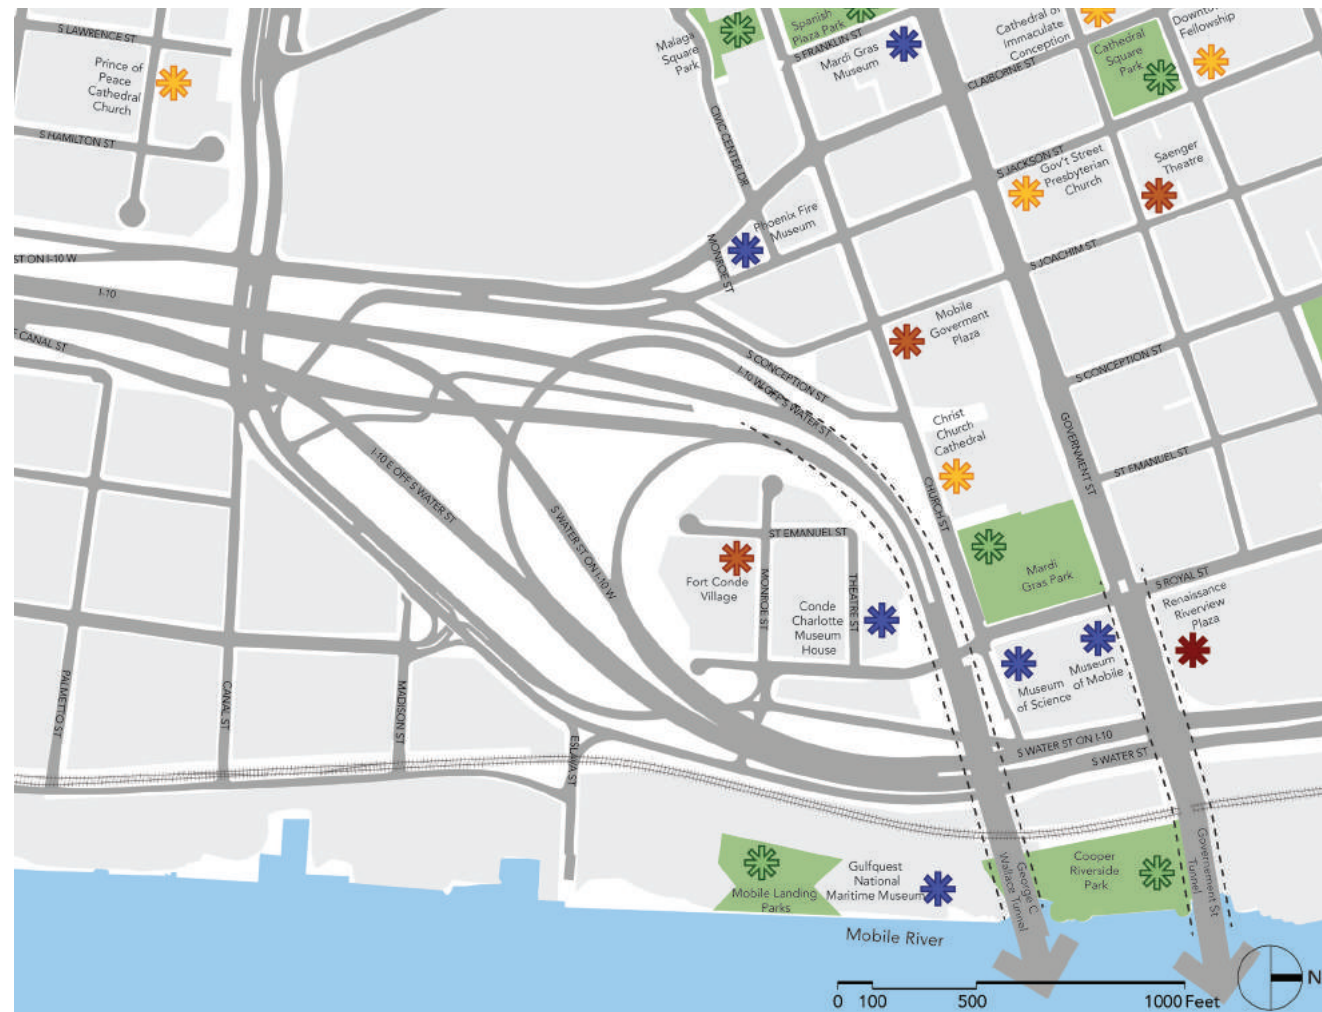 S LAWRENCE ST
Prince of
Peace
Cathedral
Church
S HAMILTON ST
Malaga
Square
Park
Spanish
Plaza Park
S FRANKLIN ST
Mardi Gras
Museum
Cathedral of
Immaculate
Conception
CLAIBORNE ST
Cathedral
Square
Park
Fellowship
CIVIC CENTER DR
S JACKSON ST
Gov't Street
Presbyterian
Church
Saenger
Theatre
Phoenix Fire
Museum
MONROE ST
S JOACHIM ST
ST ON I-10 W
I-10
CANAL ST
Mobile
Goverment
Plaza
S CONCEPTION ST
I-10 W OFF S WATER ST
S CONCEPTION ST
Christ
Church
Cathedral
GOVERNMENT ST
ST EMANUEL ST
CHURCH ST
I-10 E OFF S WATER ST
S WATER ST ON I-10 W
ST EMANUEL ST
Fort Conde
Village
MONROE ST
THEATRE ST
Conde
Charlotte
Museum
House
Mardi
Gras Park
S ROYAL ST
Renaissance
Riverview
Plaza
Museum
of Science
Museum
of Mobile
PALMETTO ST
CANAL ST
MADISON ST
ESLAVA ST
S WATER ST ON I-10
S WATER ST
Mobile Landing
Parks
Gulfquest
National
Maritime Museum
George C
Wallace Tunnel
Cooper
Riverside
Park
Governement St
Tunnel
Mobile River
N
0 100 500 1000 Feet